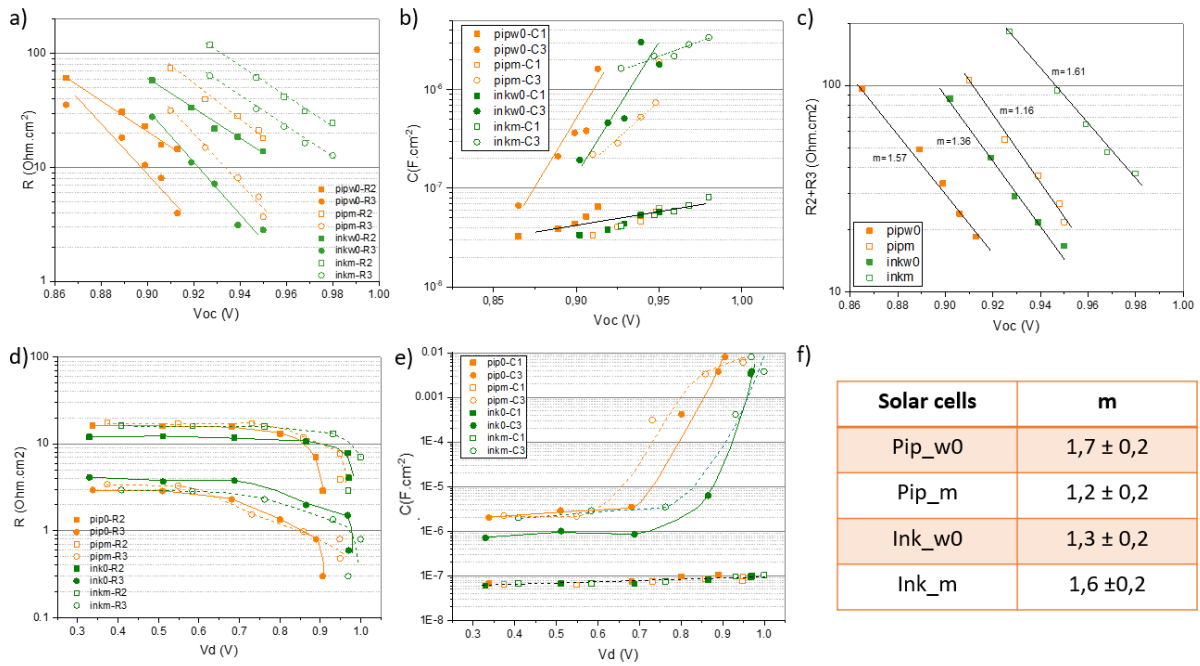 a)
R (Ohm.cm²)
100
10
1
0.86
0.88
0.90
0.92
0.94
0.96
0.98
1.00
Voc (V)
pipw0-R2
pipw0-R3
pipm-R2
pipm-R3
inkw0-R2
inkw0-R3
inkm-R2
inkm-R3
b)
C(F.cm⁻²)
10⁻⁶
10⁻⁷
10⁻⁶
0,85
0,90
0,95
1,00
Voc (V)
pipw0-C1
pipw0-C3
pipm-C1
pipm-C3
inkw0-C1
inkw0-C3
inkm-C1
inkm-C3
c)
R2+R3 (Ohm.cm2)
100
10
0.86
0.88
0.90
0.92
0.94
0.96
0.98
1.00
Voc (V)
m=1.61
m=1.16
m=1.57
m=1.36
pipw0
pipm
inkw0
inkm
d)
R (Ohm.cm2)
100
10
1
0.1
0.3
0.4
0.5
0.6
0.7
0.8
0.9
1.0
Vd (V)
pip0-R2
pip0-R3
pipm-R2
pipm-R3
ink0-R2
ink0-R3
inkm-R2
inkm-R3
e)
C(F.cm⁻²)
0.01
0.001
1E-4
1E-5
1E-6
1E-7
1E-8
0.3
0.4
0.5
0.6
0.7
0.8
0.9
1.0
Vd (V)
pip0-C1
pip0-C3
pipm-C1
pipm-C3
ink0-C1
ink0-C3
inkm-C1
inkm-C3
f)
Solar cells m
Pip_w0 1,7 ± 0,2
Pip_m 1,2 ± 0,2
Ink_w0 1,3 ± 0,2
Ink_m 1,6 ±0,2